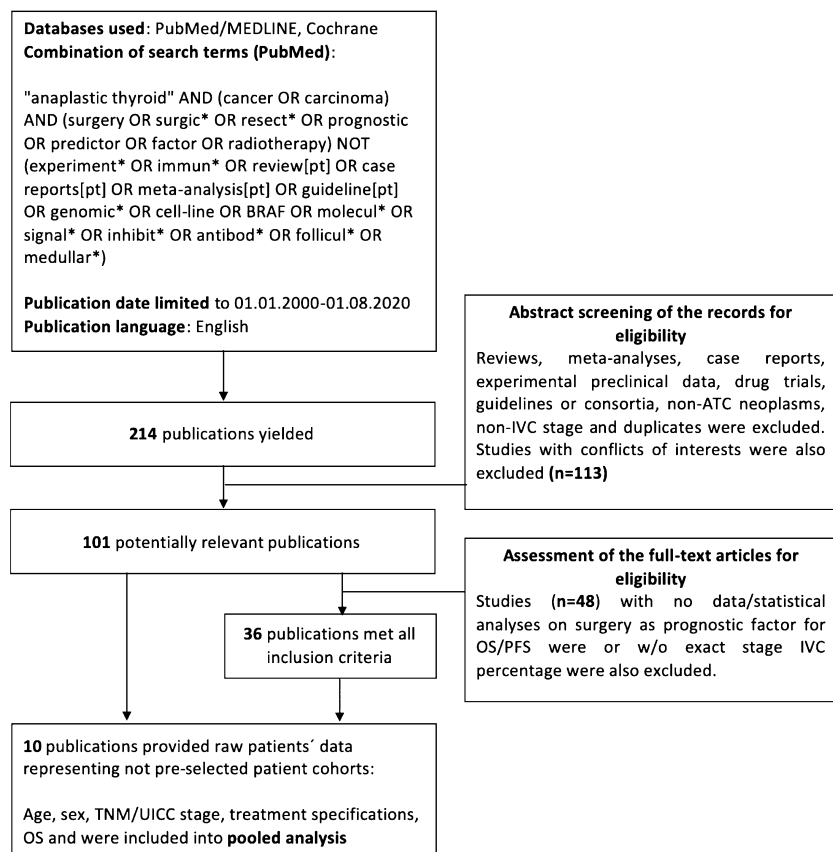 Databases used: PubMed/MEDLINE, Cochrane
Combination of search terms (PubMed):
"anaplastic thyroid" AND (cancer OR carcinoma)
AND (surgery OR surgic* OR resect* OR prognostic
OR predictor OR factor OR radiotherapy) NOT
(experiment* OR immun* OR review[pt] OR case
reports[pt] OR meta-analysis[pt] OR guideline[pt]
OR genomic* OR cell-line OR BRAF OR molecul* OR
signal* OR inhibit* OR antibod* OR follicul* OR
medullar*)
Publication date limited to 01.01.2000-01.08.2020
Publication language: English
Abstract screening of the records for
eligibility
Reviews, meta-analyses, case reports,
experimental preclinical data, drug trials,
guidelines or consortia, non-ATC neoplasms,
non-IVC stage and duplicates were excluded.
Studies with conflicts of interests were also
excluded (n=113)
214 publications yielded
101 potentially relevant publications
Assessment of the full-text articles for
eligibility
Studies (n=48) with no data/statistical
analyses on surgery as prognostic factor for
OS/PFS were or w/o exact stage IVC
percentage were also excluded.
36 publications met all
inclusion criteria
10 publications provided raw patients´ data
representing not pre-selected patient cohorts:
Age, sex, TNM/UICC stage, treatment specifications,
OS and were included into pooled analysis